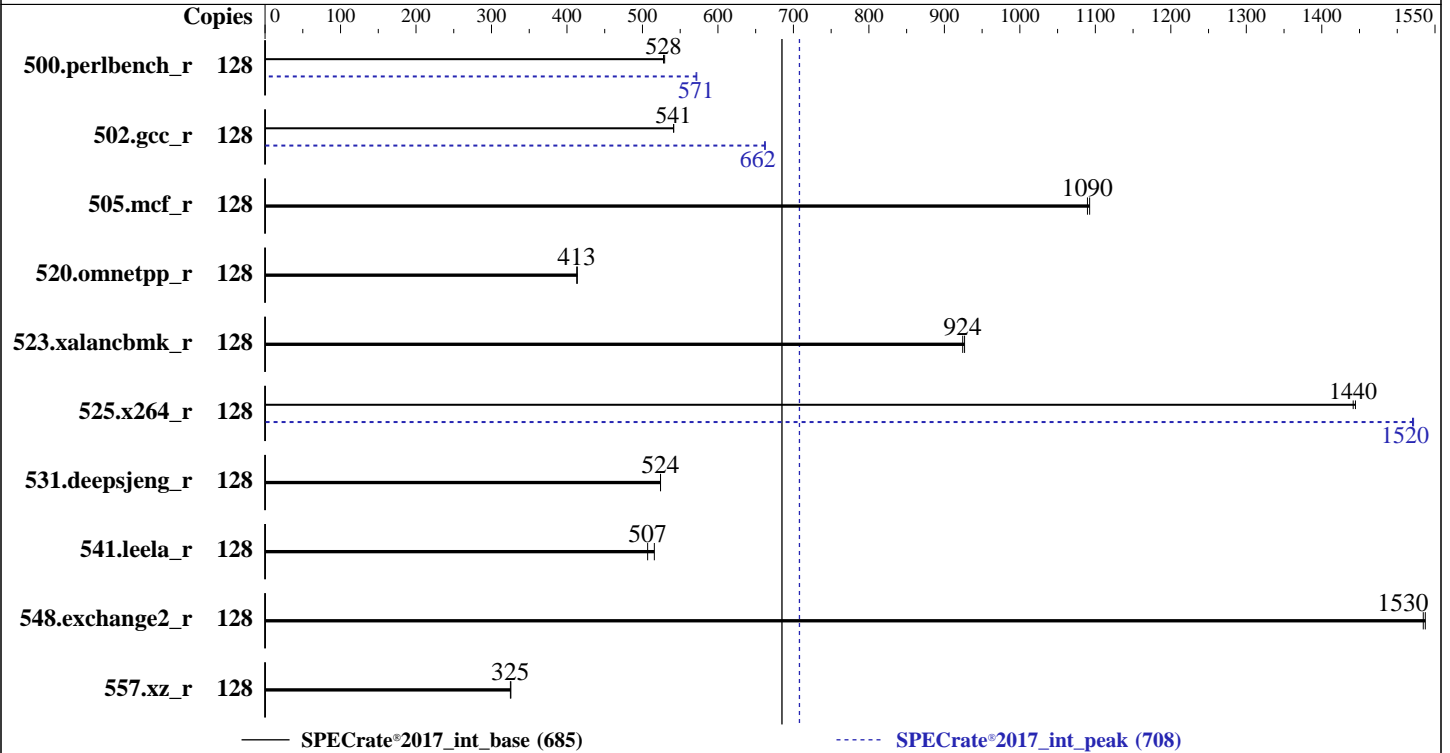 Copies 0 100 200 300 400 500 600 700 800 900 1000 1100 1200 1300 1400 1550
528
500.perlbench_r 128
571
541
502.gcc_r 128
662
1090
505.mcf_r 128
413
520.omnetpp_r 128
924
523.xalancbmk_r 128
1440
525.x264_r 128
1520
524
531.deepsjeng_r 128
507
541.leela_r 128
1530
548.exchange2_r 128
325
557.xz_r 128
SPECrate®2017_int_base (685) SPECrate®2017_int_peak (708)